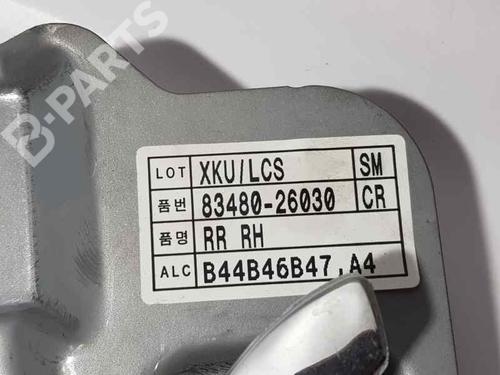 B-PARTS
LOT XKU/LCS SM
품번 83480-26030 CR
품명 RR RH
ALC B44B46B47,A4